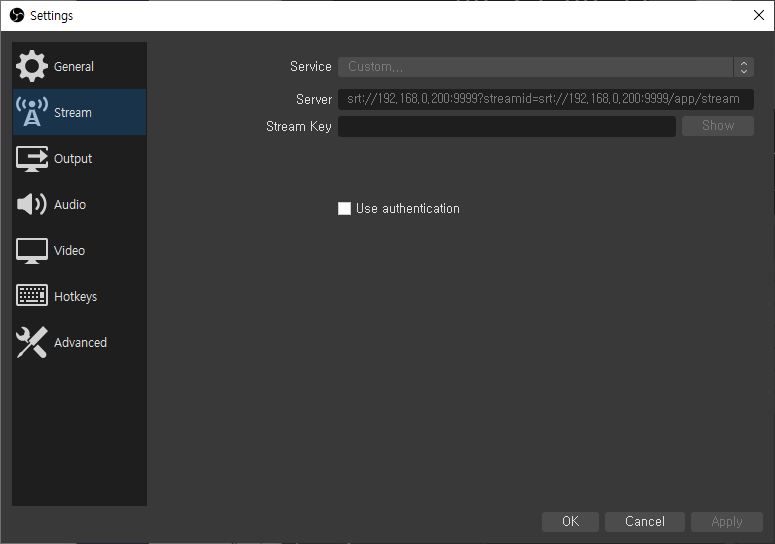 Settings
General
Stream
Output
Audio
Video
Hotkeys
Advanced
Service Custom...
Server srt://192.168.0.200:9999?streamid=srt://192.168.0.200:9999/app/stream
Stream Key Show
Use authentication
OK Cancel Apply